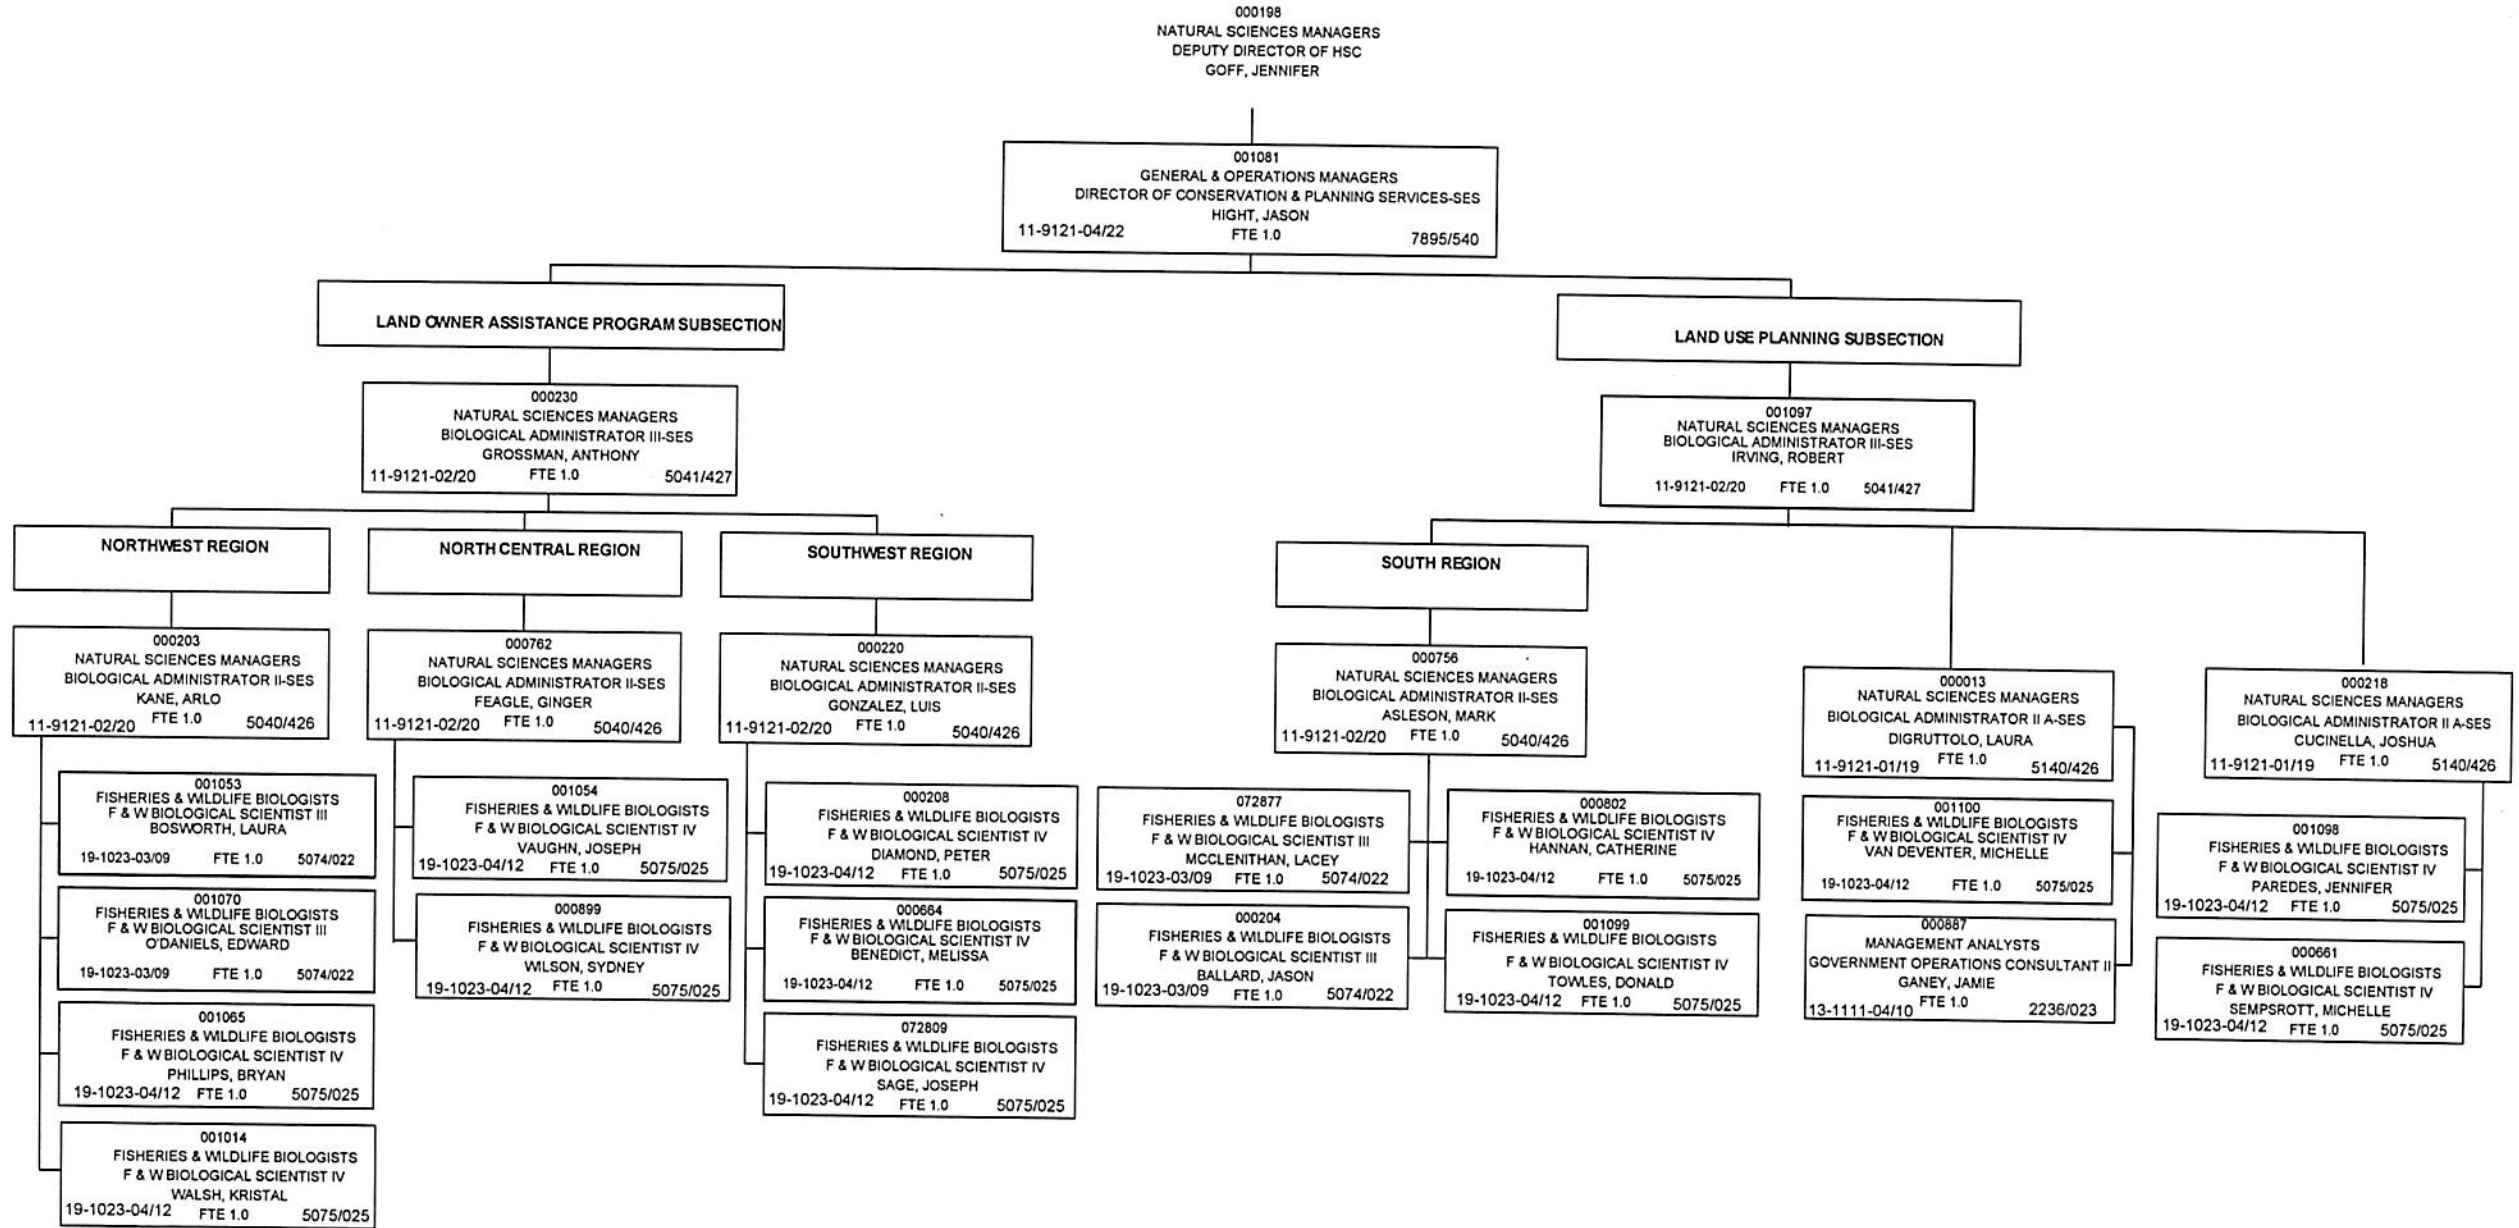 000198
NATURAL SCIENCES MANAGERS
DEPUTY DIRECTOR OF HSC
GOFF, JENNIFER
001081
GENERAL & OPERATIONS MANAGERS
DIRECTOR OF CONSERVATION & PLANNING SERVICES-SES
HIGHT, JASON
11-9121-04/22 FTE 1.0 7895/540
LAND OWNER ASSISTANCE PROGRAM SUBSECTION
LAND USE PLANNING SUBSECTION
000230
NATURAL SCIENCES MANAGERS
BIOLOGICAL ADMINISTRATOR III-SES
GROSSMAN, ANTHONY
11-9121-02/20 FTE 1.0 5041/427
001097
NATURAL SCIENCES MANAGERS
BIOLOGICAL ADMINISTRATOR III-SES
IRVING, ROBERT
11-9121-02/20 FTE 1.0 5041/427
NORTHWEST REGION
NORTH CENTRAL REGION
SOUTHWEST REGION
SOUTH REGION
000203
NATURAL SCIENCES MANAGERS
BIOLOGICAL ADMINISTRATOR II-SES
KANE, ARLO
11-9121-02/20 FTE 1.0 5040/426
000762
NATURAL SCIENCES MANAGERS
BIOLOGICAL ADMINISTRATOR II-SES
FEAGLE, GINGER
11-9121-02/20 FTE 1.0 5040/426
000220
NATURAL SCIENCES MANAGERS
BIOLOGICAL ADMINISTRATOR II-SES
GONZALEZ, LUIS
11-9121-02/20 FTE 1.0 5040/426
000756
NATURAL SCIENCES MANAGERS
BIOLOGICAL ADMINISTRATOR II-SES
ASLESON, MARK
11-9121-02/20 FTE 1.0 5040/426
000013
NATURAL SCIENCES MANAGERS
BIOLOGICAL ADMINISTRATOR II A-SES
DIGRUTTOLO, LAURA
11-9121-01/19 FTE 1.0 5140/426
000218
NATURAL SCIENCES MANAGERS
BIOLOGICAL ADMINISTRATOR II A-SES
CUCINELLA, JOSHUA
11-9121-01/19 FTE 1.0 5140/426
001053
FISHERIES & WILDLIFE BIOLOGISTS
F & W BIOLOGICAL SCIENTIST III
BOSWORTH, LAURA
19-1023-03/09 FTE 1.0 5074/022
001070
FISHERIES & WILDLIFE BIOLOGISTS
F & W BIOLOGICAL SCIENTIST III
O'DANIELS, EDWARD
19-1023-03/09 FTE 1.0 5074/022
001065
FISHERIES & WILDLIFE BIOLOGISTS
F & W BIOLOGICAL SCIENTIST IV
PHILLIPS, BRYAN
19-1023-04/12 FTE 1.0 5075/025
001014
FISHERIES & WILDLIFE BIOLOGISTS
F & W BIOLOGICAL SCIENTIST IV
WALSH, KRISTAL
19-1023-04/12 FTE 1.0 5075/025
001054
FISHERIES & WILDLIFE BIOLOGISTS
F & W BIOLOGICAL SCIENTIST IV
VAUGHN, JOSEPH
19-1023-04/12 FTE 1.0 5075/025
000899
FISHERIES & WILDLIFE BIOLOGISTS
F & W BIOLOGICAL SCIENTIST IV
WILSON, SYDNEY
19-1023-04/12 FTE 1.0 5075/025
000208
FISHERIES & WILDLIFE BIOLOGISTS
F & W BIOLOGICAL SCIENTIST IV
DIAMOND, PETER
19-1023-04/12 FTE 1.0 5075/025
000664
FISHERIES & WILDLIFE BIOLOGISTS
F & W BIOLOGICAL SCIENTIST IV
BENEDICT, MELISSA
19-1023-04/12 FTE 1.0 5075/025
072809
FISHERIES & WILDLIFE BIOLOGISTS
F & W BIOLOGICAL SCIENTIST IV
SAGE, JOSEPH
19-1023-04/12 FTE 1.0 5075/025
072877
FISHERIES & WILDLIFE BIOLOGISTS
F & W BIOLOGICAL SCIENTIST III
MCCLENITHAN, LACEY
19-1023-03/09 FTE 1.0 5074/022
000204
FISHERIES & WILDLIFE BIOLOGISTS
F & W BIOLOGICAL SCIENTIST III
BALLARD, JASON
19-1023-03/09 FTE 1.0 5074/022
000802
FISHERIES & WILDLIFE BIOLOGISTS
F & W BIOLOGICAL SCIENTIST IV
HANNAN, CATHERINE
19-1023-04/12 FTE 1.0 5075/025
001099
FISHERIES & WILDLIFE BIOLOGISTS
F & W BIOLOGICAL SCIENTIST IV
TOWLES, DONALD
19-1023-04/12 FTE 1.0 5075/025
001100
FISHERIES & WILDLIFE BIOLOGISTS
F & W BIOLOGICAL SCIENTIST IV
VAN DEVENTER, MICHELLE
19-1023-04/12 FTE 1.0 5075/025
000887
MANAGEMENT ANALYSTS
GOVERNMENT OPERATIONS CONSULTANT II
GANEY, JAMIE
13-1111-04/10 FTE 1.0 2236/023
001098
FISHERIES & WILDLIFE BIOLOGISTS
F & W BIOLOGICAL SCIENTIST IV
PAREDES, JENNIFER
19-1023-04/12 FTE 1.0 5075/025
000661
FISHERIES & WILDLIFE BIOLOGISTS
F & W BIOLOGICAL SCIENTIST IV
SEMPSROTT, MICHELLE
19-1023-04/12 FTE 1.0 5075/025